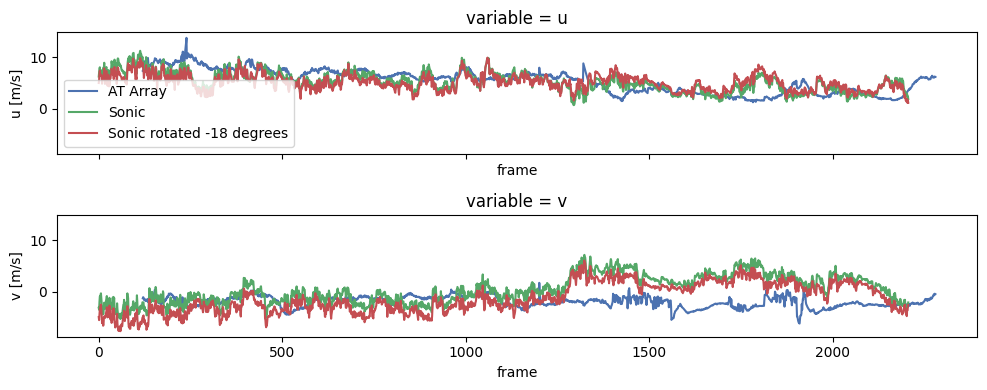 variable = u
10
0
u [m/s]
AT Array
Sonic
Sonic rotated -18 degrees
frame
variable = v
10
0
v [m/s]
0
500
1000
1500
2000
frame